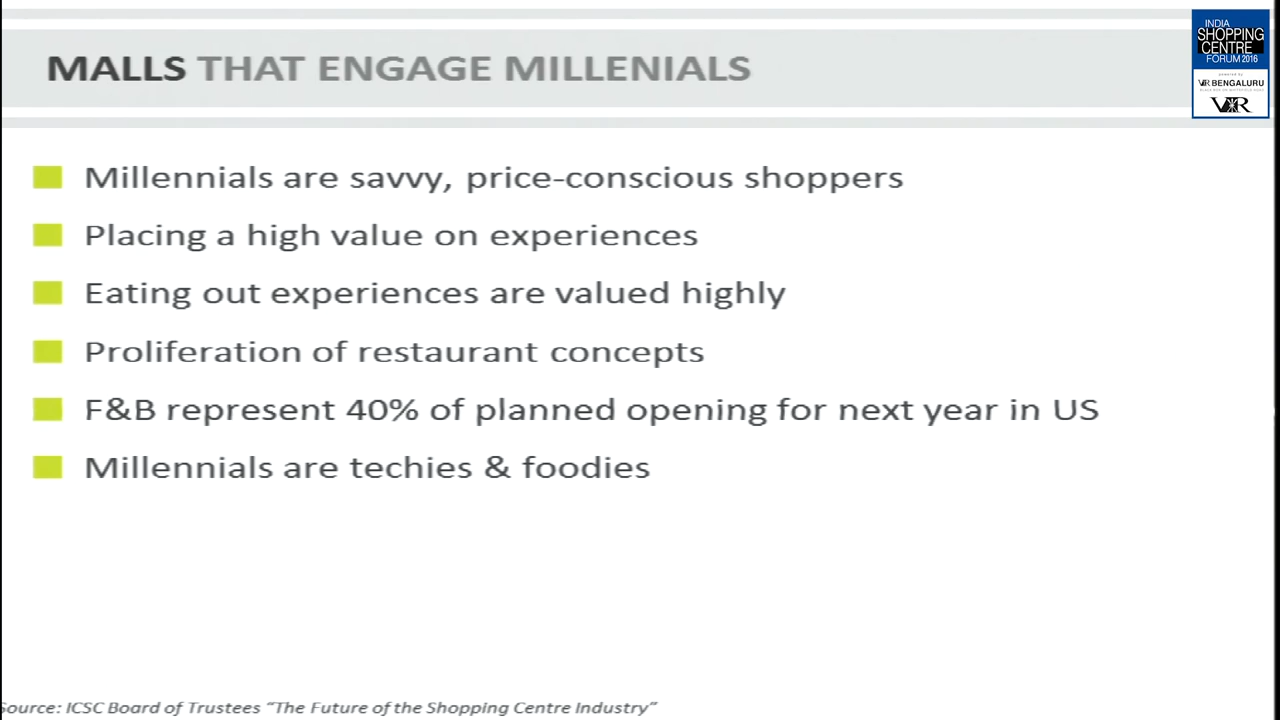 MALLS THAT ENGAGE MILLENIALS
INDIA
SHOPPING
CENTRE
FORUM 2016
powered by
VR BENGALURU
VR
Millennials are savvy, price-conscious shoppers
Placing a high value on experiences
Eating out experiences are valued highly
Proliferation of restaurant concepts
F&B represent 40% of planned opening for next year in US
Millennials are techies & foodies
Source: ICSC Board of Trustees “The Future of the Shopping Centre Industry”